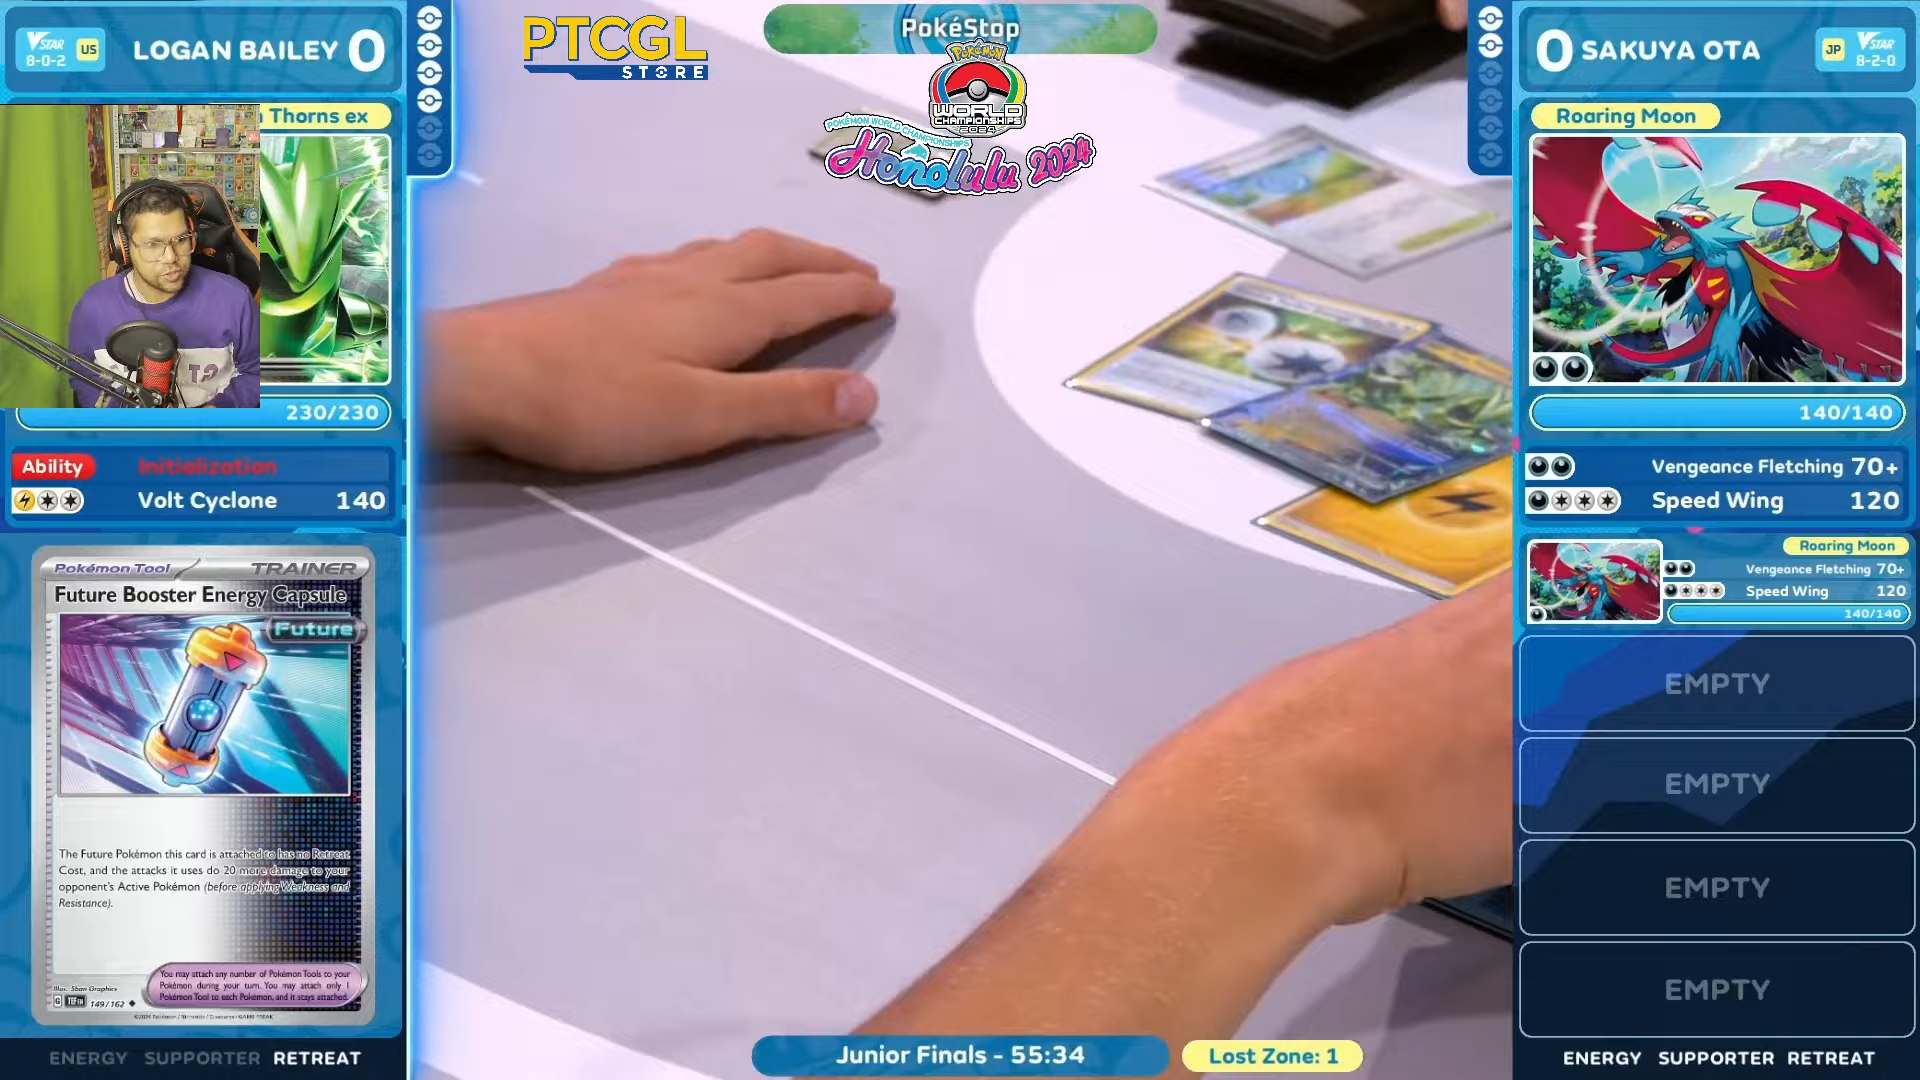 VSTAR
8-0-2
US
LOGAN BAILEY 0
Thorns ex
230/230
Ability
Initialization
Volt Cyclone 140
Pokémon Tool
TRAINER
Future Booster Energy Capsule
Future
The Future Pokémon this card is attached to has no Retreat
Cost, and the attacks it uses do 20 more damage to your
opponent's Active Pokémon (before applying Weakness and
Resistance).
You may attach any number of Pokémon Tools to your
Pokémon during your turn. You may attach only 1
Pokémon Tool to each Pokémon, and it stays attached.
149/162
ENERGY SUPPORTER RETREAT
PTCGL
STORE
PokéStop
Pokémon
WORLD
CHAMPIONSHIPS
2024
POKÉMON WORLD CHAMPIONSHIPS
Honolulu 2024
Junior Finals - 55:34
Lost Zone: 1
0 SAKUYA OTA
JP
VSTAR
8-2-0
Roaring Moon
140/140
Vengeance Fletching 70+
Speed Wing 120
Roaring Moon
Vengeance Fletching 70+
Speed Wing 120
140/140
EMPTY
EMPTY
EMPTY
EMPTY
ENERGY SUPPORTER RETREAT